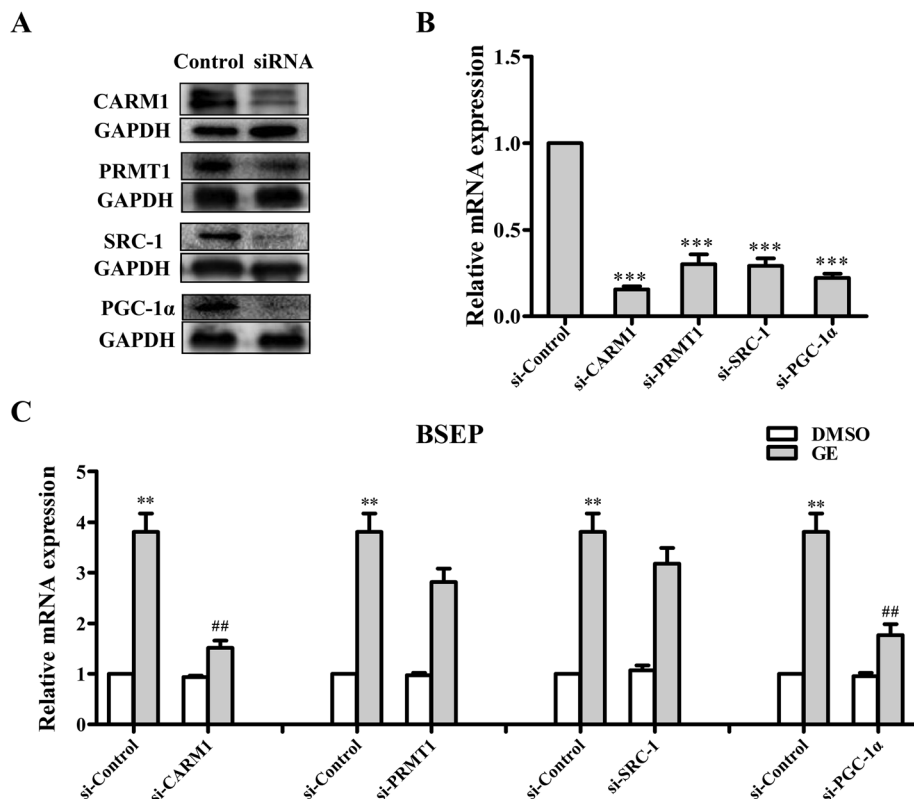 A
Control siRNA
CARM1
GAPDH
PRMT1
GAPDH
SRC-1
GAPDH
PGC-1α
GAPDH
B
Relative mRNA expression
1.5
1.0
0.5
0.0
***
***
***
***
si-Control
si-CARM1
si-PRMT1
si-SRC-1
si-PGC-1α
C
BSEP
DMSO
GE
Relative mRNA expression
5
4
3
2
1
0
**
##
**
**
**
##
si-Control
si-CARM1
si-Control
si-PRMT1
si-Control
si-SRC-1
si-Control
si-PGC-1α